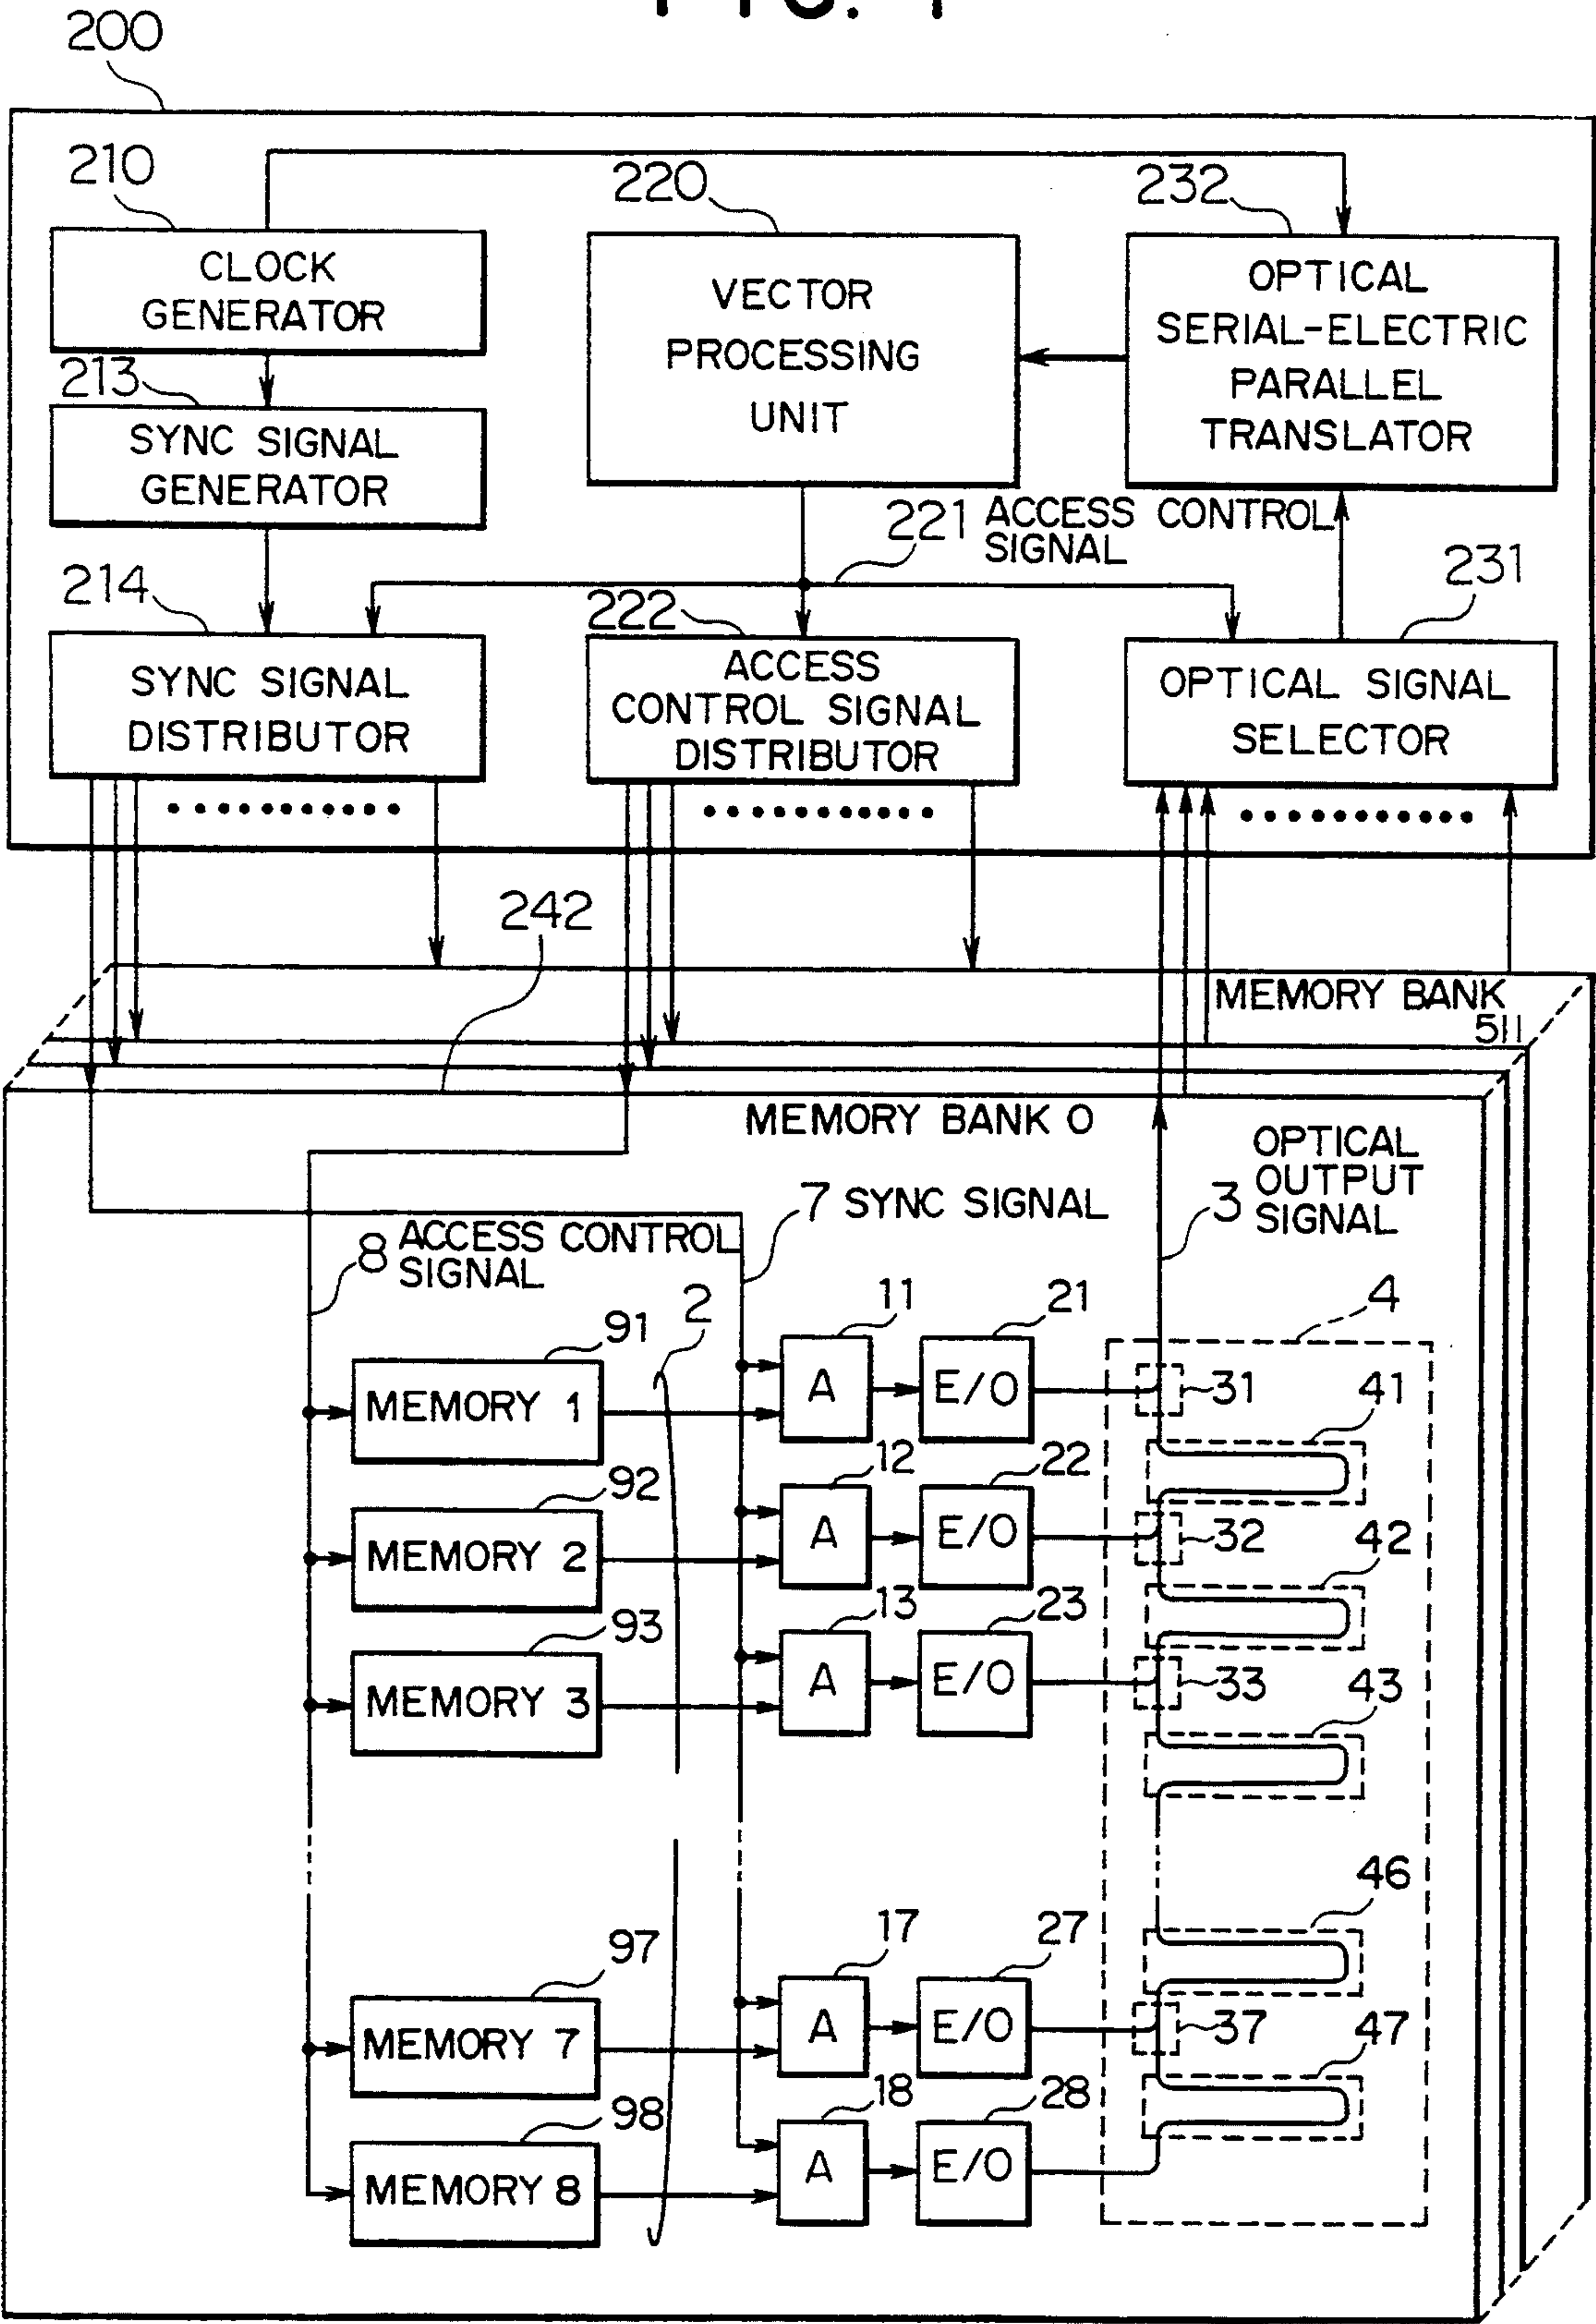 FIG. 1
200
210
220
232
CLOCK
GENERATOR
VECTOR
PROCESSING
UNIT
OPTICAL
SERIAL-ELECTRIC
PARALLEL
TRANSLATOR
213
SYNC SIGNAL
GENERATOR
221 ACCESS CONTROL
SIGNAL
214
222
231
SYNC SIGNAL
DISTRIBUTOR
ACCESS
CONTROL SIGNAL
DISTRIBUTOR
OPTICAL SIGNAL
SELECTOR
242
MEMORY BANK
511
MEMORY BANK 0
OPTICAL
OUTPUT
SIGNAL
3
7 SYNC SIGNAL
8 ACCESS CONTROL
SIGNAL
2
11
21
4
91
MEMORY 1
A
E/O
31
41
12
22
92
MEMORY 2
A
E/O
32
42
13
23
93
MEMORY 3
A
E/O
33
43
46
17
27
97
MEMORY 7
A
E/O
37
47
18
28
98
MEMORY 8
A
E/O